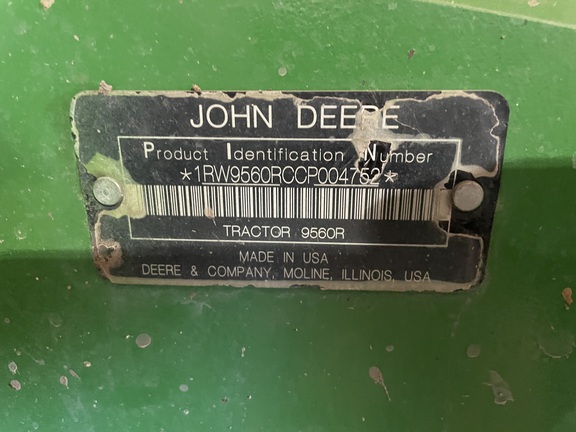 JOHN DEERE
Product Identification Number
*1RW9560RCCP004752*
TRACTOR 9560R
MADE IN USA
DEERE & COMPANY, MOLINE, ILLINOIS, USA